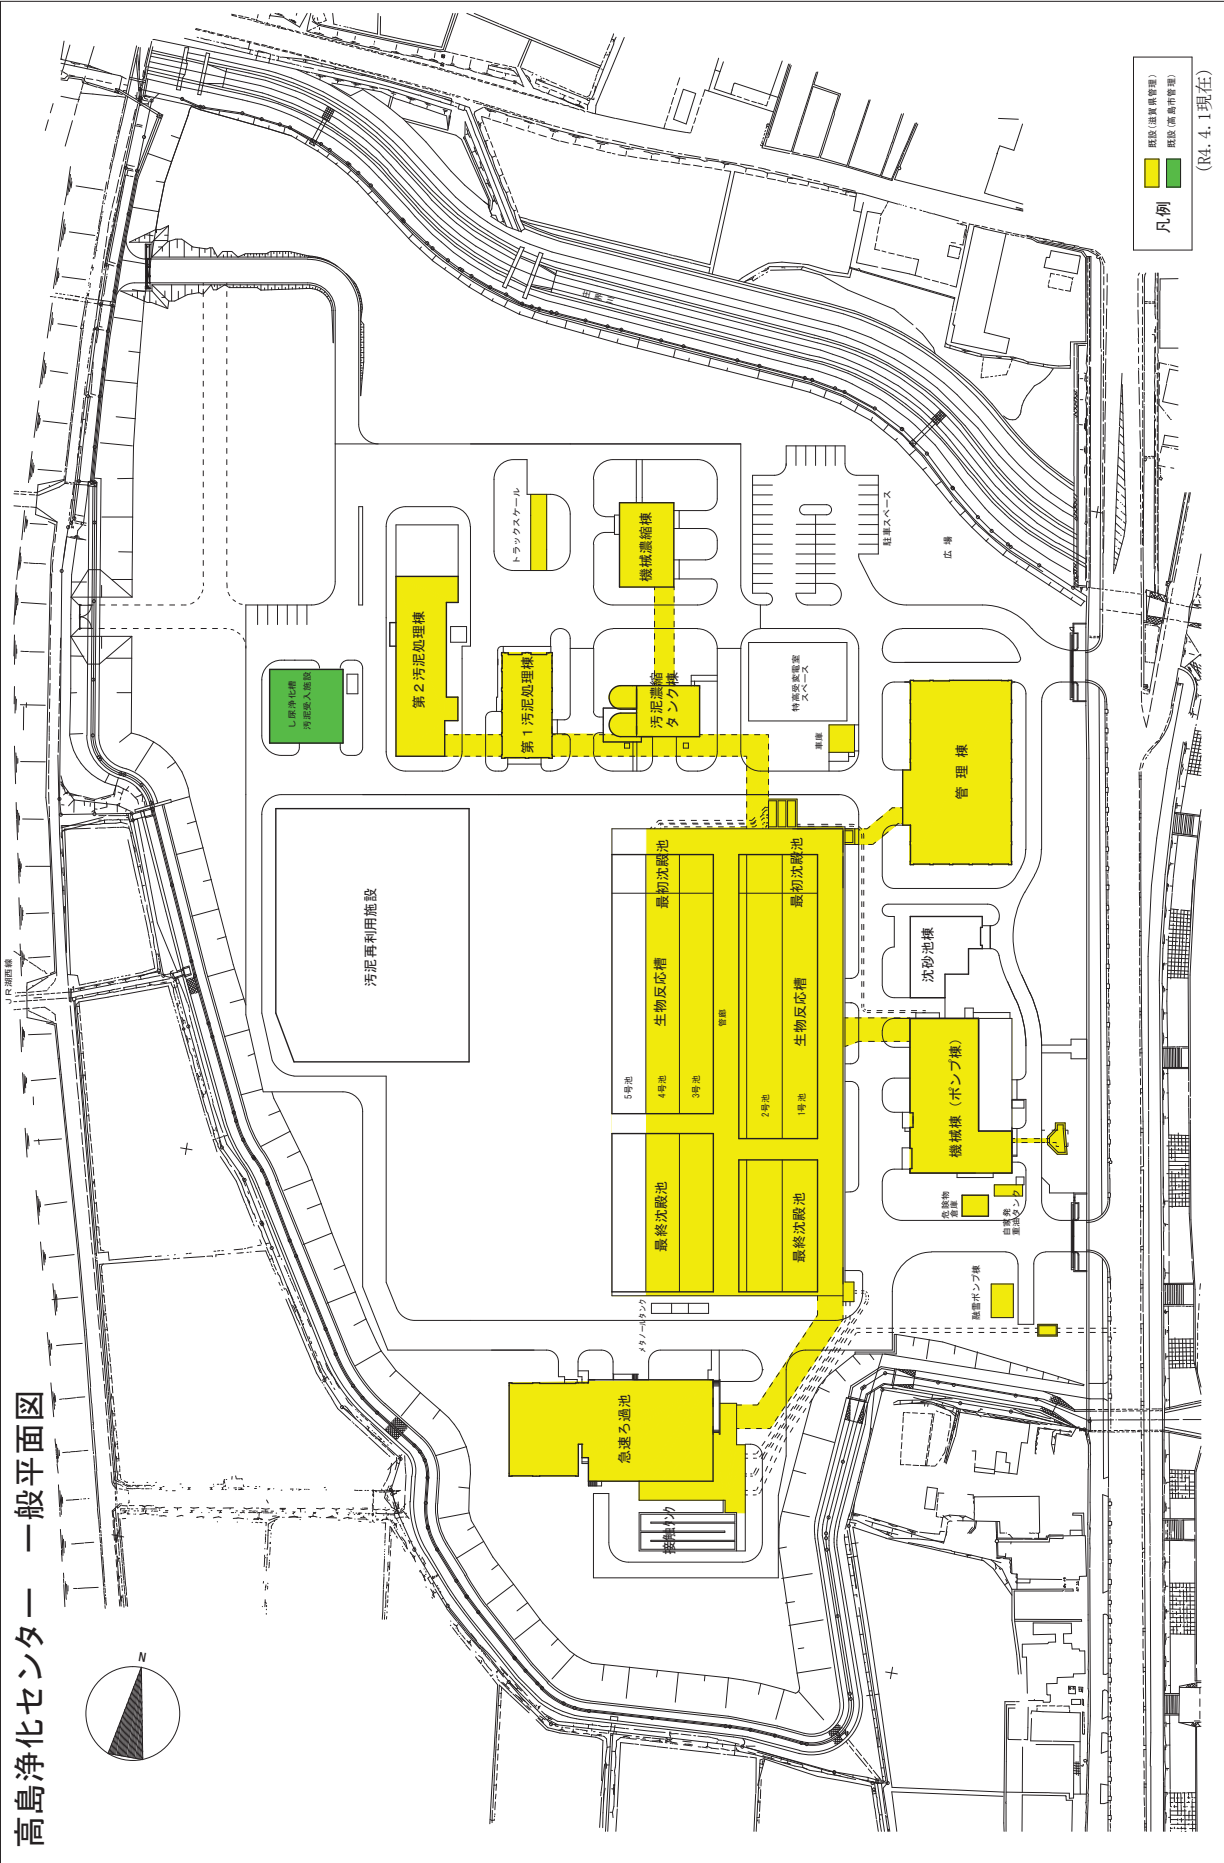 高島浄化センター 一般平面図
N
JR湖西線
凡例
既設(滋賀県管理)
既設(高島市管理)
(R4.4.1現在)
し尿浄化槽
汚泥受入施設
第2汚泥処理棟
第1汚泥処理棟
トラックスケール
機械濃縮棟
汚泥濃縮
タンク棟
特高受変電室
スペース
車庫
駐車スペース
広場
管理棟
汚泥再利用施設
最初沈殿池
生物反応槽
5号池
4号池
3号池
管廊
最初沈殿池
生物反応槽
2号池
1号池
最終沈殿池
最終沈殿池
沈砂池棟
機械棟(ポンプ棟)
危険物
倉庫
自家発
重油タンク
融雪ポンプ棟
メタノールタンク
急速ろ過池
接触タンク